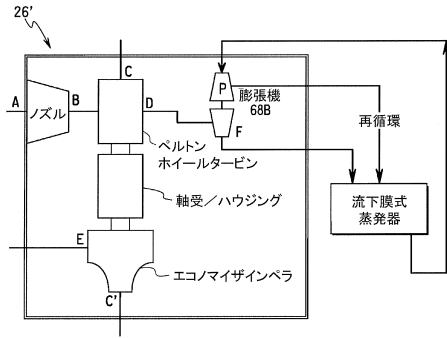 26'
A
ノズル
B
C
D
ペルトン
ホイールタービン
P
膨張機
68B
F
再循環
流下膜式
蒸発器
軸受/ハウジング
E
エコノマイザインペラ
C'